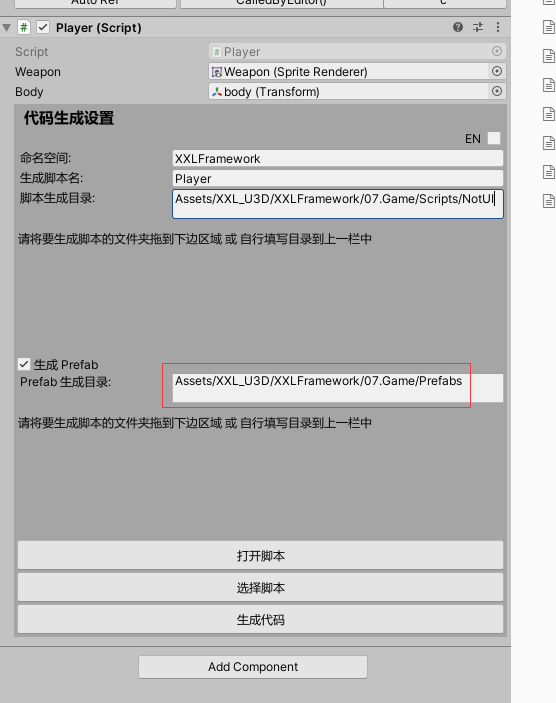 Auto Ref CalledByEditor() c
Player (Script)
Script Player
Weapon Weapon (Sprite Renderer)
Body body (Transform)
代码生成设置
EN
命名空间: XXLFramework
生成脚本名: Player
脚本生成目录: Assets/XXL_U3D/XXLFramework/07.Game/Scripts/NotUI
请将要生成脚本的文件夹拖到下边区域 或 自行填写目录到上一栏中
生成 Prefab
Prefab 生成目录: Assets/XXL_U3D/XXLFramework/07.Game/Prefabs
请将要生成脚本的文件夹拖到下边区域 或 自行填写目录到上一栏中
打开脚本
选择脚本
生成代码
Add Component